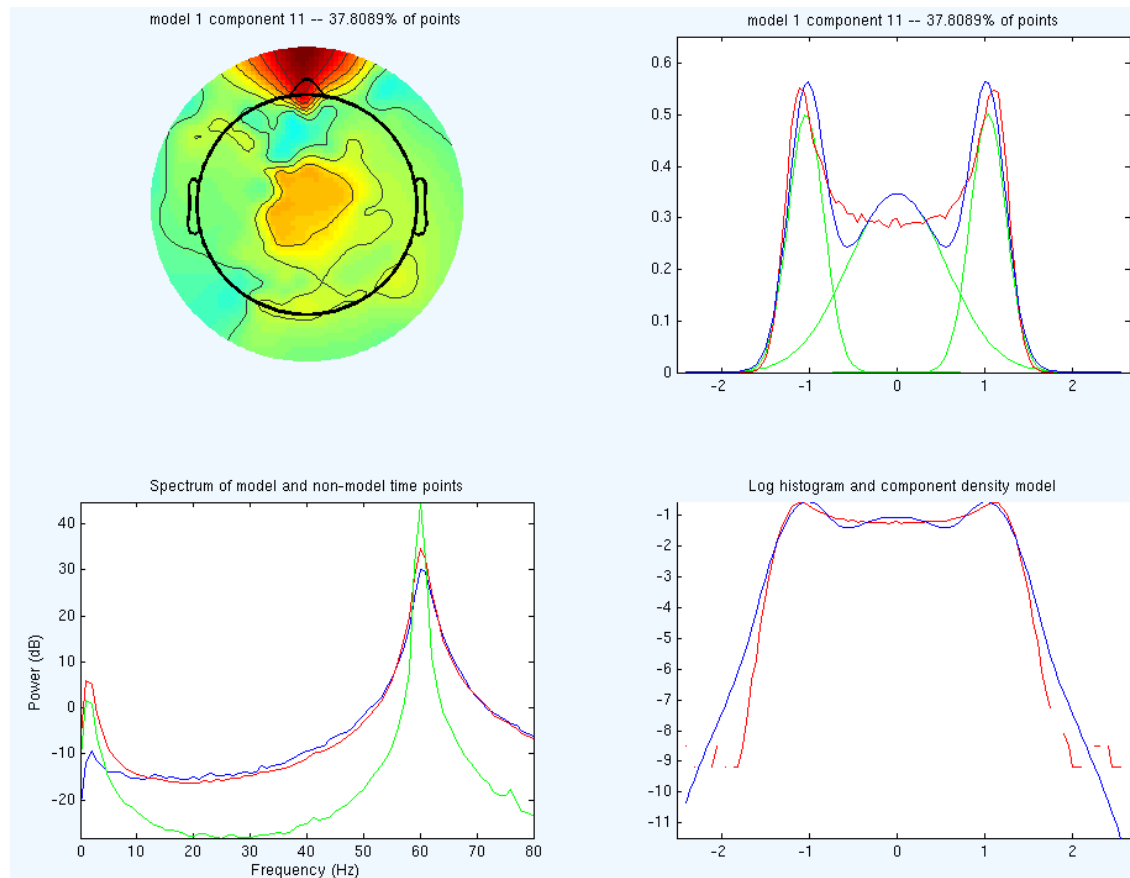 model 1 component 11 -- 37.8089% of points
model 1 component 11 -- 37.8089% of points
0.6
0.5
0.4
0.3
0.2
0.1
0
-2 -1 0 1 2
Spectrum of model and non-model time points
40
30
20
10
0
-10
-20
Power (dB)
0 10 20 30 40 50 60 70 80
Frequency (Hz)
Log histogram and component density model
-1
-2
-3
-4
-5
-6
-7
-8
-9
-10
-11
-2 -1 0 1 2